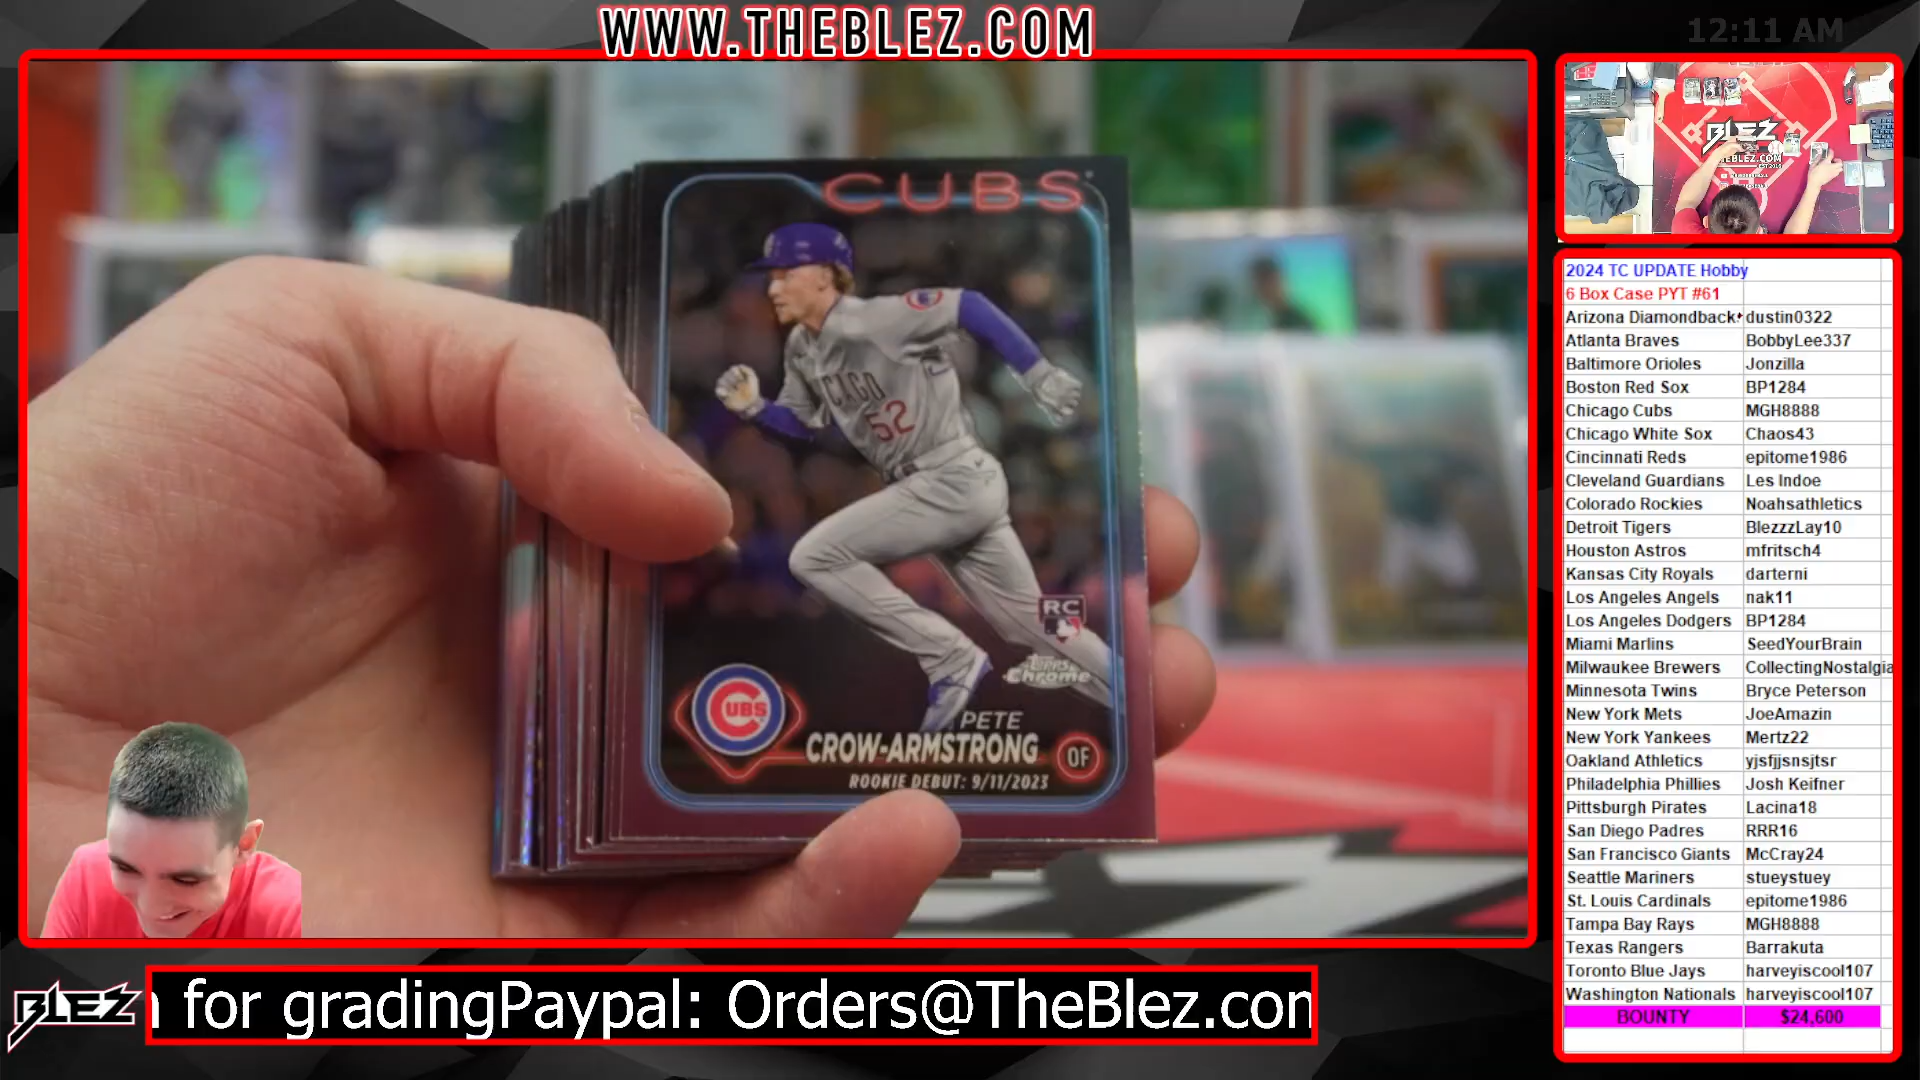 WWW.THEBLEZ.COM
12:11 AM
CUBS
CHICAGO
52
RC
Topps
Chrome
CUBS
PETE
CROW-ARMSTRONG
OF
ROOKIE DEBUT: 9/11/2023
BLEZ
THEBLEZ.COM
2024 TC UPDATE Hobby
6 Box Case PYT #61
Arizona Diamondback dustin0322
Atlanta Braves BobbyLee337
Baltimore Orioles Jonzilla
Boston Red Sox BP1284
Chicago Cubs MGH8888
Chicago White Sox Chaos43
Cincinnati Reds epitome1986
Cleveland Guardians Les Indoe
Colorado Rockies Noahsathletics
Detroit Tigers BlezzzLay10
Houston Astros mfritsch4
Kansas City Royals darterni
Los Angeles Angels nak11
Los Angeles Dodgers BP1284
Miami Marlins SeedYourBrain
Milwaukee Brewers CollectingNostalgia
Minnesota Twins Bryce Peterson
New York Mets JoeAmazin
New York Yankees Mertz22
Oakland Athletics yjsfjjsnsjtsr
Philadelphia Phillies Josh Keifner
Pittsburgh Pirates Lacina18
San Diego Padres RRR16
San Francisco Giants McCray24
Seattle Mariners stueystuey
St. Louis Cardinals epitome1986
Tampa Bay Rays MGH8888
Texas Rangers Barrakuta
Toronto Blue Jays harveyiscool107
Washington Nationals harveyiscool107
BOUNTY $24,600
BLEZ
for gradingPaypal: Orders@TheBlez.com